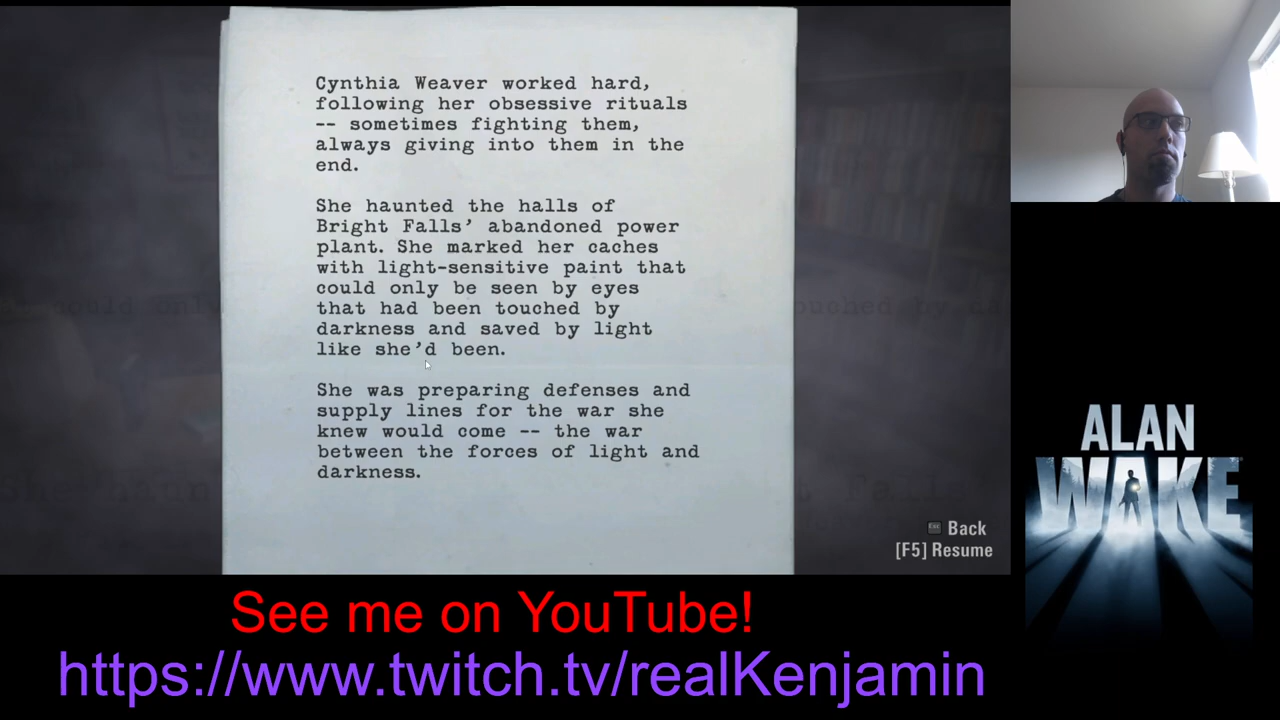 Cynthia Weaver worked hard,
following her obsessive rituals
-- sometimes fighting them,
always giving into them in the
end.
She haunted the halls of
Bright Falls’ abandoned power
plant. She marked her caches
with light-sensitive paint that
could only be seen by eyes
that had been touched by
darkness and saved by light
like she’d been.
She was preparing defenses and
supply lines for the war she
knew would come -- the war
between the forces of light and
darkness.
Esc Back
[F5] Resume
ALAN
WAKE
See me on YouTube!
https://www.twitch.tv/realKenjamin